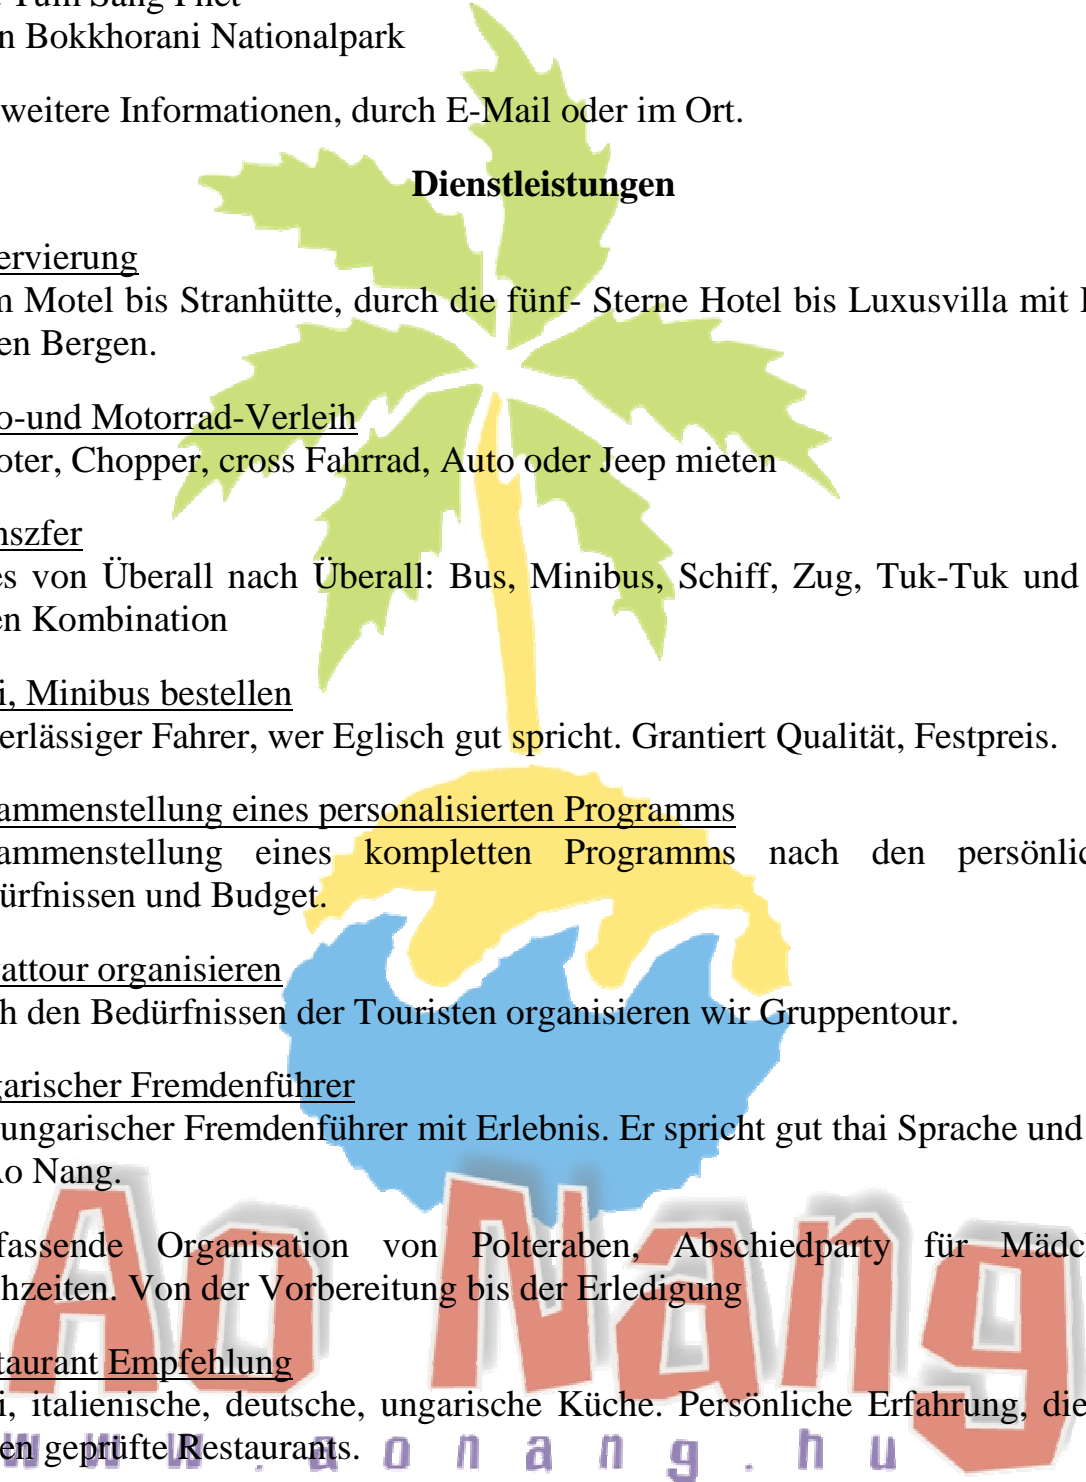 Tum Sang Phet
n Bokkhorani Nationalpark
weitere Informationen, durch E-Mail oder im Ort.
Dienstleistungen
ervierung
m Motel bis Stranhütte, durch die fünf- Sterne Hotel bis Luxusvilla mit
en Bergen.
o-und Motorrad-Verleih
oter, Chopper, cross Fahrrad, Auto oder Jeep mieten
nszfer
es von Überall nach Überall: Bus, Minibus, Schiff, Zug, Tuk-Tuk und
en Kombination
i, Minibus bestellen
erlässiger Fahrer, wer Eglisch gut spricht. Grantiert Qualität, Festpreis.
ammenstellung eines personalisierten Programms
ammenstellung eines kompletten Programms nach den persönlic
ürfnissen und Budget.
attour organisieren
h den Bedürfnissen der Touristen organisieren wir Gruppentour.
garischer Fremdenführer
ungarischer Fremdenführer mit Erlebnis. Er spricht gut thai Sprache und
Ao Nang.
fassende Organisation von Polteraben, Abschiedparty für Mädc
hzeiten. Von der Vorbereitung bis der Erledigung
taurant Empfehlung
i, italienische, deutsche, ungarische Küche. Persönliche Erfahrung, die
en geprüfte Restaurants.
Ao Nang
www.aonang.hu